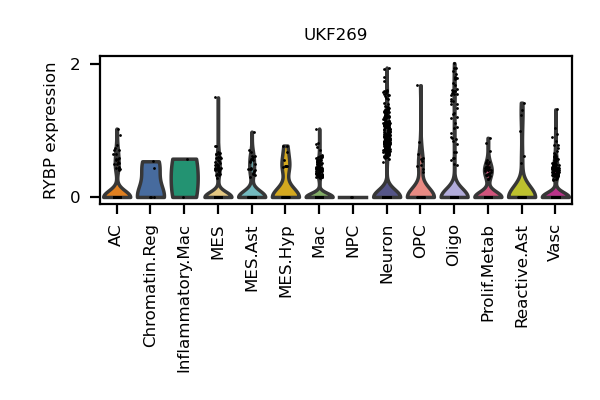 UKF269
RYBP expression
2
0
AC
Chromatin.Reg
Inflammatory.Mac
MES
MES.Ast
MES.Hyp
Mac
NPC
Neuron
OPC
Oligo
Prolif.Metab
Reactive.Ast
Vasc